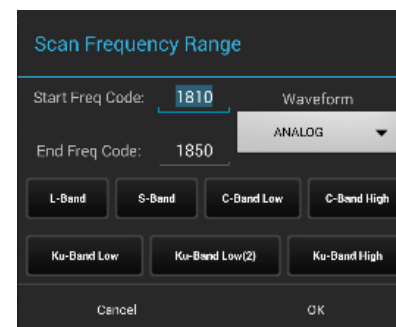 Scan Frequency Range
Start Freq Code: 1810 Waveform
ANALOG
End Freq Code: 1850
L-Band S-Band C-Band Low C-Band High
Ku-Band Low Ku-Band Low(2) Ku-Band High
Cancel OK